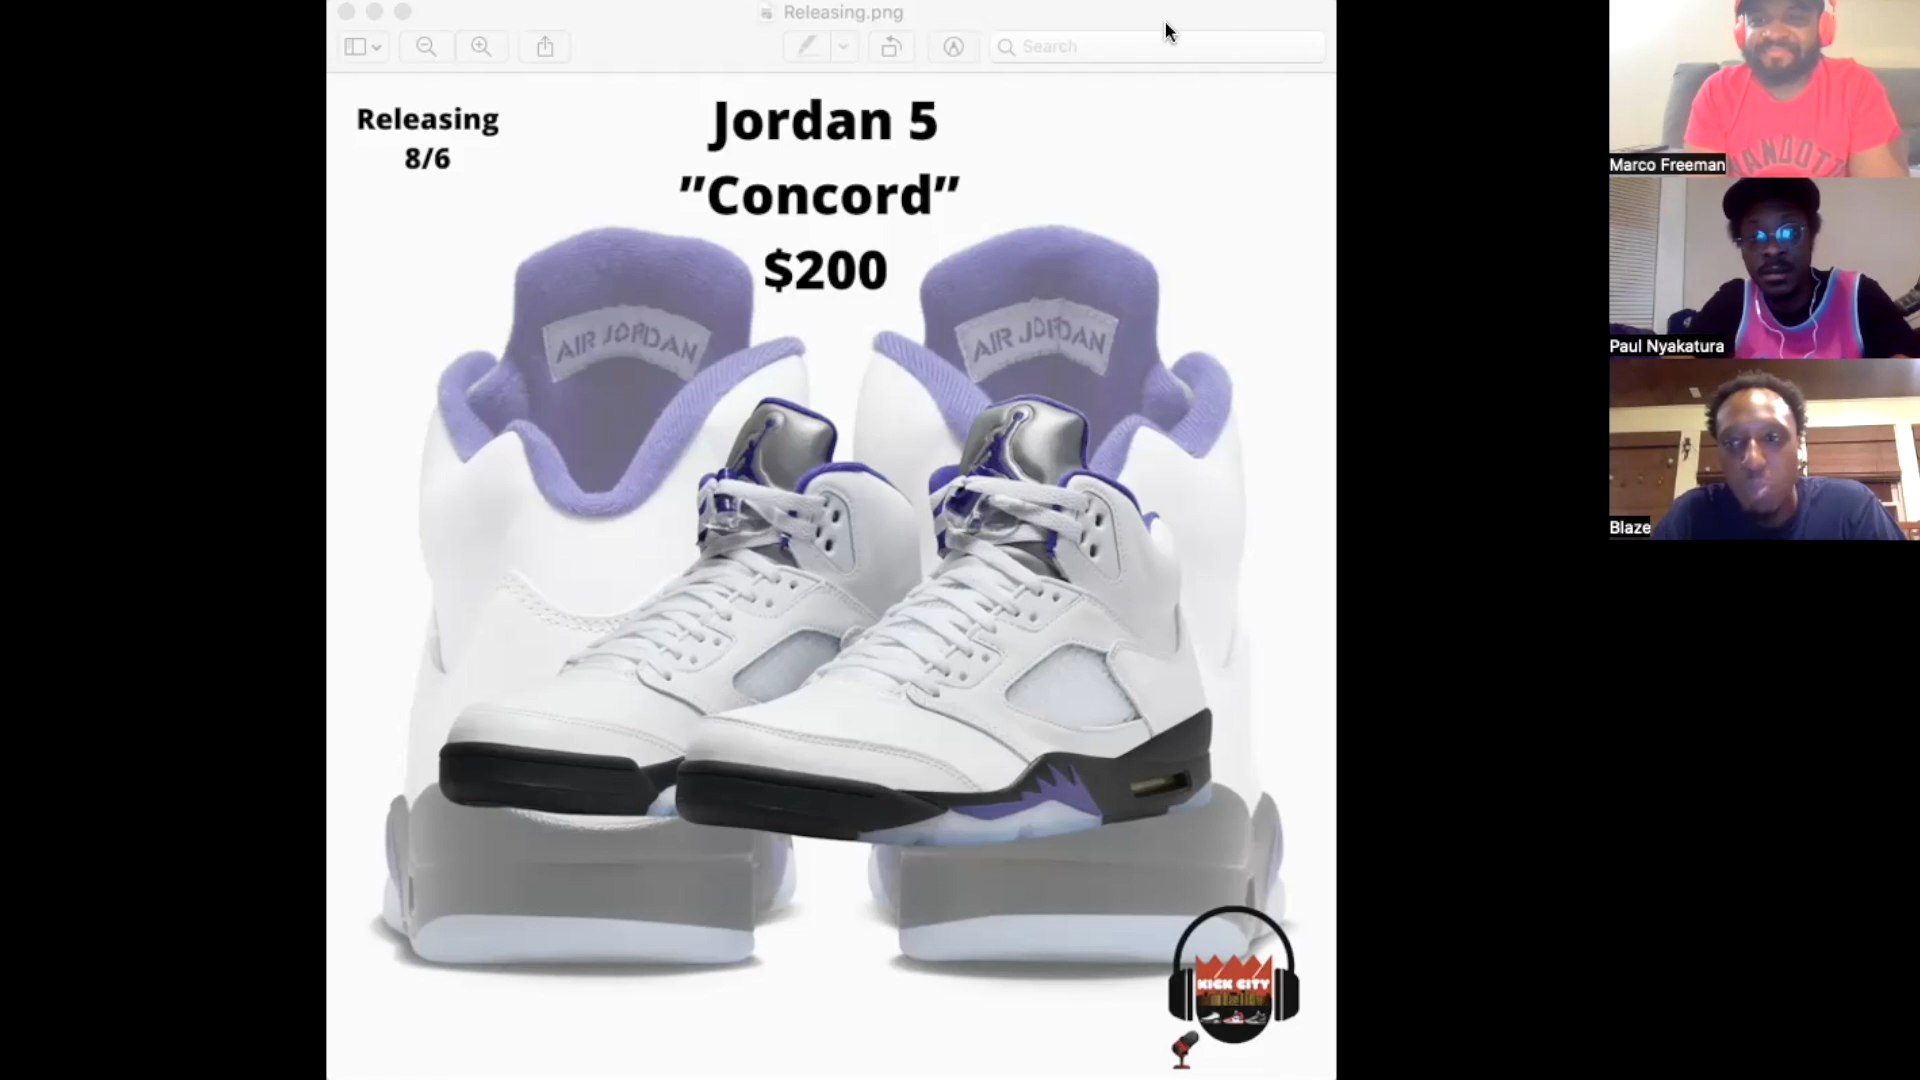 Releasing.png
Search
Releasing
8/6
Jordan 5
"Concord"
$200
AIR JORDAN
AIR JORDAN
KICK CITY
Marco Freeman
Paul Nyakatura
Blaze